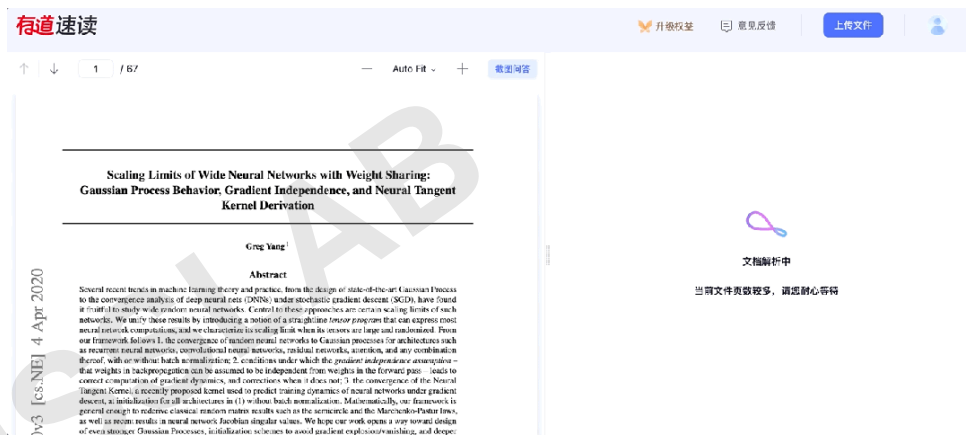 有道速读
升级权益
意见反馈
上传文件
1 / 67
Auto Fit
截图问答
Scaling Limits of Wide Neural Networks with Weight Sharing:
Gaussian Process Behavior, Gradient Independence, and Neural Tangent
Kernel Derivation
Greg Yang¹
Abstract
Several recent trends in machine learning theory and practice, from the design of state-of-the-art Gaussian Process
to the convergence analysis of deep neural nets (DNNs) under stochastic gradient descent (SGD), have found
it fruitful to study wide random neural networks. Central to these approaches are certain scaling limits of such
networks. We unify these results by introducing a notion of a straightline tensor program that can express most
neural network computations, and we characterize its scaling limit when its tensors are large and randomized. From
our framework follows 1. the convergence of random neural networks to Gaussian processes for architectures such
as recurrent neural networks, convolutional neural networks, residual networks, attention, and any combination
thereof, with or without batch normalization; 2. conditions under which the gradient independence assumption –
that weights in backpropagation can be assumed to be independent from weights in the forward pass – leads to
correct computation of gradient dynamics, and corrections when it does not; 3. the convergence of the Neural
Tangent Kernel, a recently proposed kernel used to predict training dynamics of neural networks under gradient
descent, at initialization for all architectures in (1) without batch normalization. Mathematically, our framework is
general enough to rederive classical random matrix results such as the semicircle and the Marchenko-Pastur laws,
as well as recent results in neural network Jacobian singular values. We hope our work opens a way toward design
of even stronger Gaussian Processes, initialization schemes to avoid gradient explosion/vanishing, and deeper
0v3 [cs.NE] 4 Apr 2020
文档解析中
当前文件页数较多，请您耐心等待